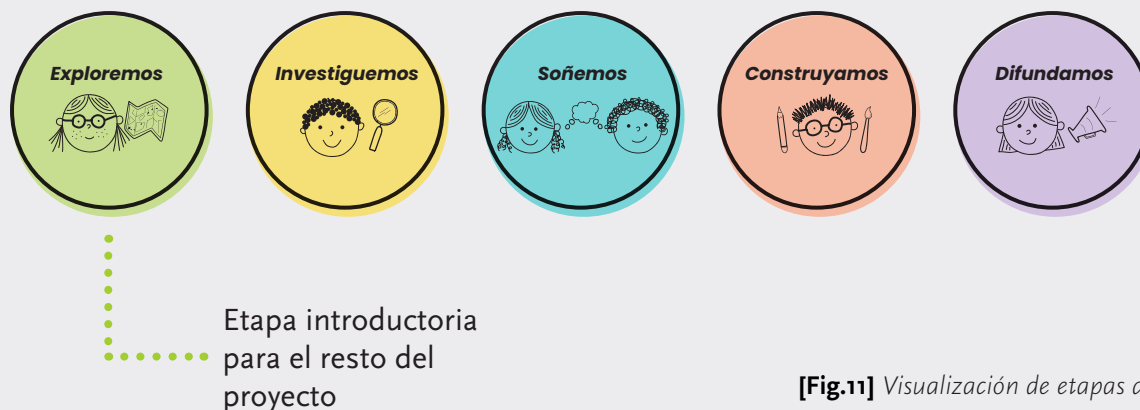 Exploremos
Investiguemos
Soñemos
Construyamos
Difundamos
Etapa introductoria
para el resto del
proyecto
[Fig.11] Visualización de etapas